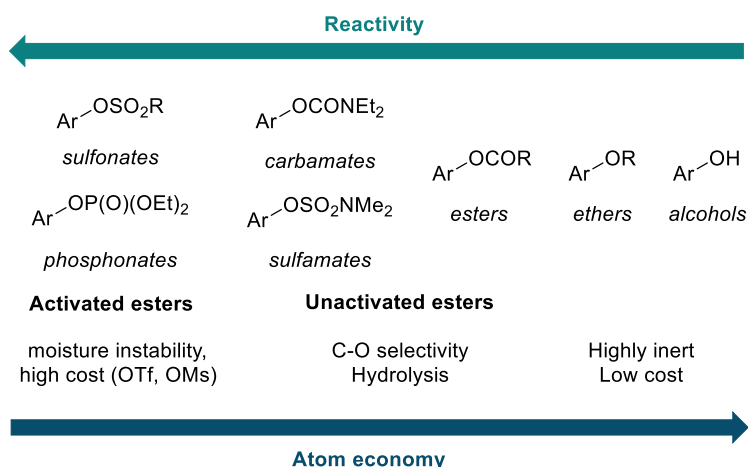 Reactivity
Ar OSO₂R
sulfonates
Ar OCONEt₂
carbamates
Ar OCOR
esters
Ar OR
ethers
Ar OH
alcohols
Ar OP(O)(OEt)₂
phosphonates
Ar OSO₂NMe₂
sulfamates
Activated esters
Unactivated esters
moisture instability,
high cost (OTf, OMs)
C-O selectivity
Hydrolysis
Highly inert
Low cost
Atom economy